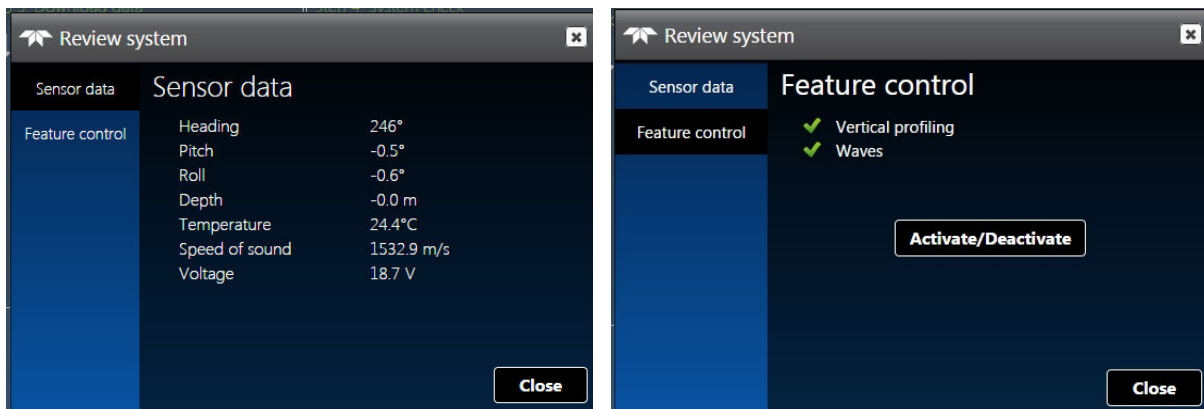 Review system
Sensor data
Feature control
Sensor data
Heading 246°
Pitch -0.5°
Roll -0.6°
Depth -0.0 m
Temperature 24.4°C
Speed of sound 1532.9 m/s
Voltage 18.7 V
Close
Review system
Sensor data
Feature control
Feature control
Vertical profiling
Waves
Activate/Deactivate
Close